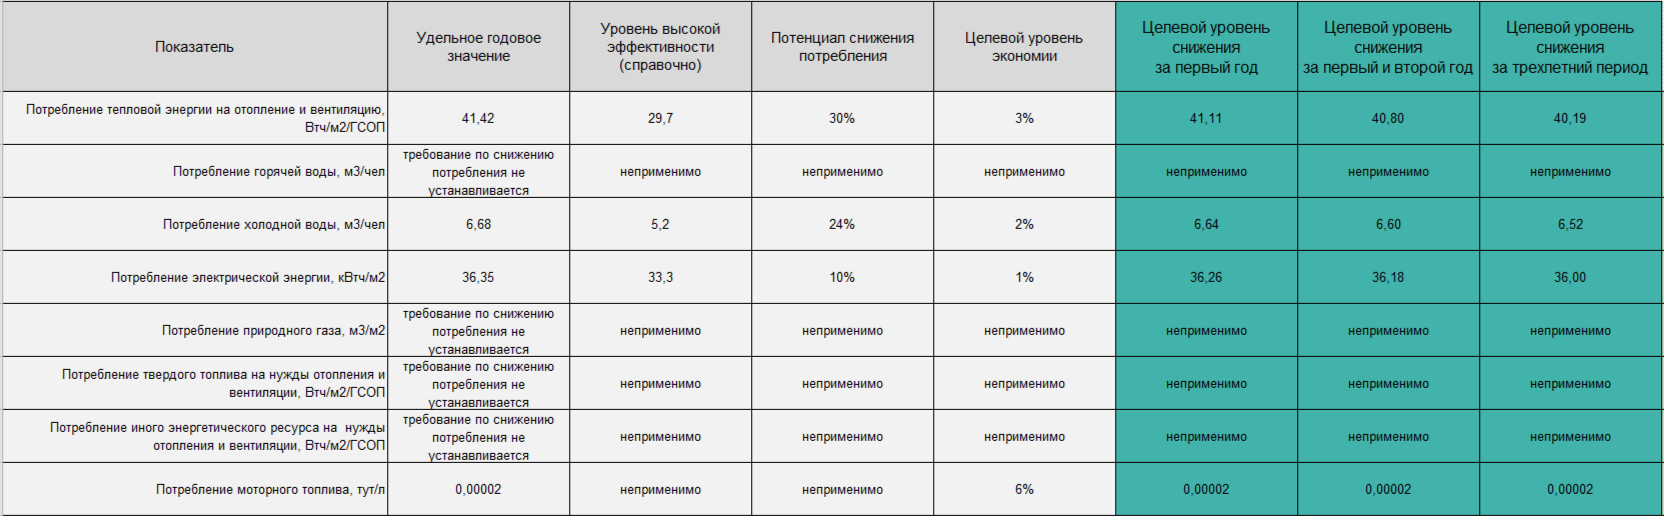 Показатель
Удельное годовое
значение
Уровень высокой
эффективности
(справочно)
Потенциал снижения
потребления
Целевой уровень
экономии
Целевой уровень
снижения
за первый год
Целевой уровень
снижения
за первый и второй год
Целевой уровень
снижения
за трехлетний период
Потребление тепловой энергии на отопление и вентиляцию,
Втч/м2/ГСОП
41,42
29,7
30%
3%
41,11
40,80
40,19
Потребление горячей воды, м3/чел
требование по снижению
потребления не
устанавливается
неприменимо
неприменимо
неприменимо
неприменимо
неприменимо
неприменимо
Потребление холодной воды, м3/чел
6,68
5,2
24%
2%
6,64
6,60
6,52
Потребление электрической энергии, кВтч/м2
36,35
33,3
10%
1%
36,26
36,18
36,00
Потребление природного газа, м3/м2
требование по снижению
потребления не
устанавливается
неприменимо
неприменимо
неприменимо
неприменимо
неприменимо
неприменимо
Потребление твердого топлива на нужды отопления и
вентиляции, Втч/м2/ГСОП
требование по снижению
потребления не
устанавливается
неприменимо
неприменимо
неприменимо
неприменимо
неприменимо
неприменимо
Потребление иного энергетического ресурса на нужды
отопления и вентиляции, Втч/м2/ГСОП
требование по снижению
потребления не
устанавливается
неприменимо
неприменимо
неприменимо
неприменимо
неприменимо
неприменимо
Потребление моторного топлива, тут/л
0,00002
неприменимо
неприменимо
6%
0,00002
0,00002
0,00002